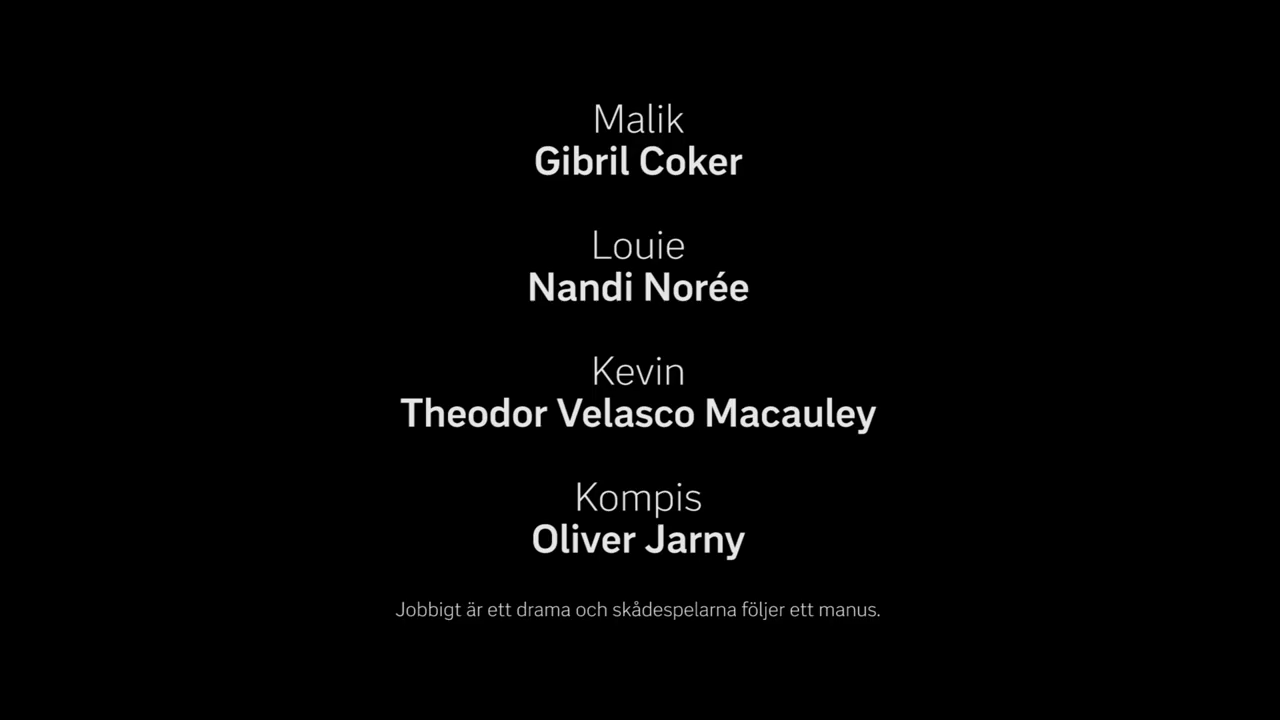 Malik
Gibril Coker
Louie
Nandi Norée
Kevin
Theodor Velasco Macauley
Kompis
Oliver Jarny
Jobbigt är ett drama och skådespelarna följer ett manus.